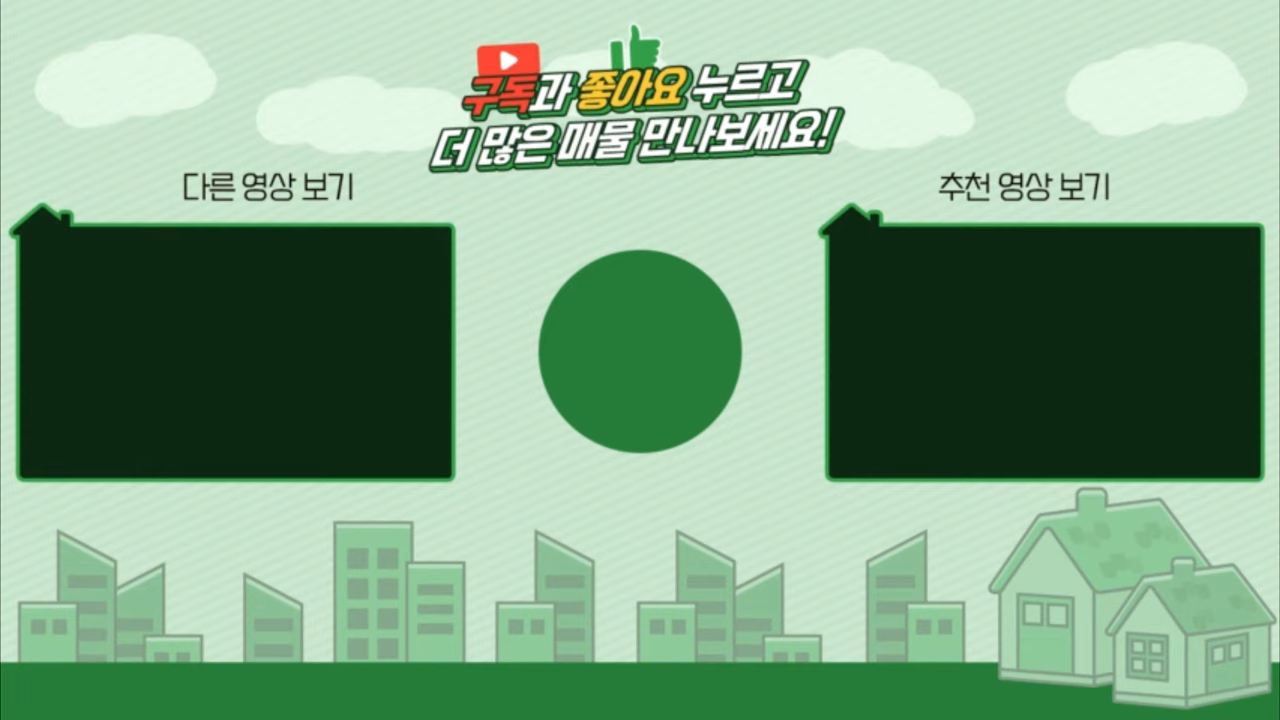 구독과 좋아요 누르고
더 많은 매물 만나보세요!
다른 영상 보기
추천 영상 보기